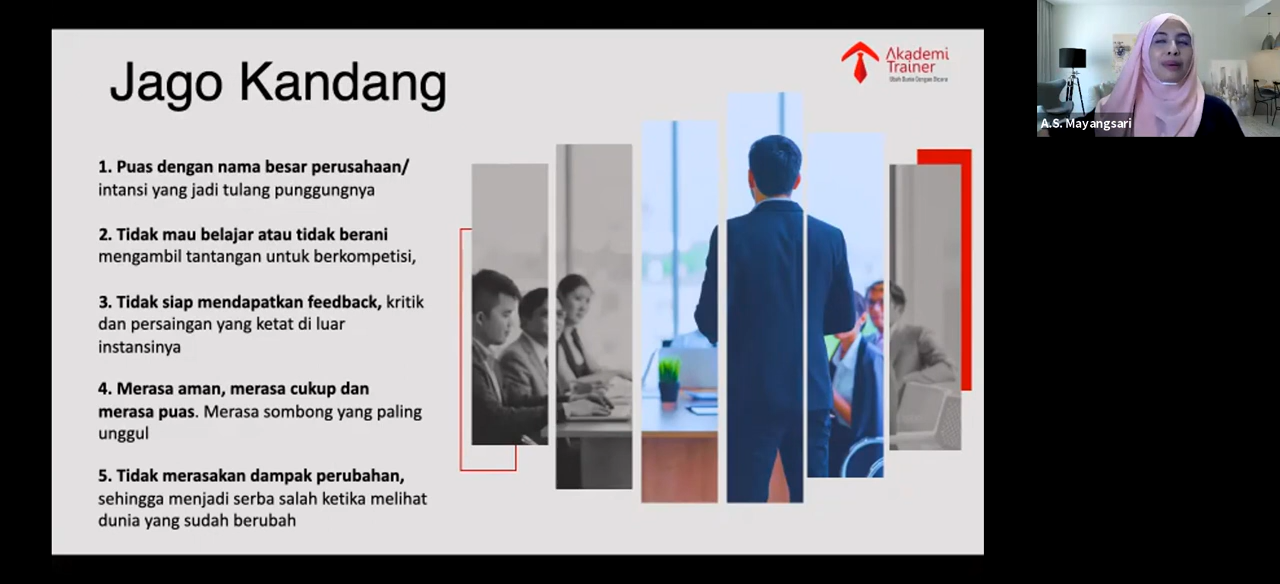 Jago Kandang
Akademi
Trainer
Ubah Dunia Dengan Bicara
1. Puas dengan nama besar perusahaan/
intansi yang jadi tulang punggungnya
2. Tidak mau belajar atau tidak berani
mengambil tantangan untuk berkompetisi,
3. Tidak siap mendapatkan feedback, kritik
dan persaingan yang ketat di luar
instansinya
4. Merasa aman, merasa cukup dan
merasa puas. Merasa sombong yang paling
unggul
5. Tidak merasakan dampak perubahan,
sehingga menjadi serba salah ketika melihat
dunia yang sudah berubah
A.S. Mayangsari